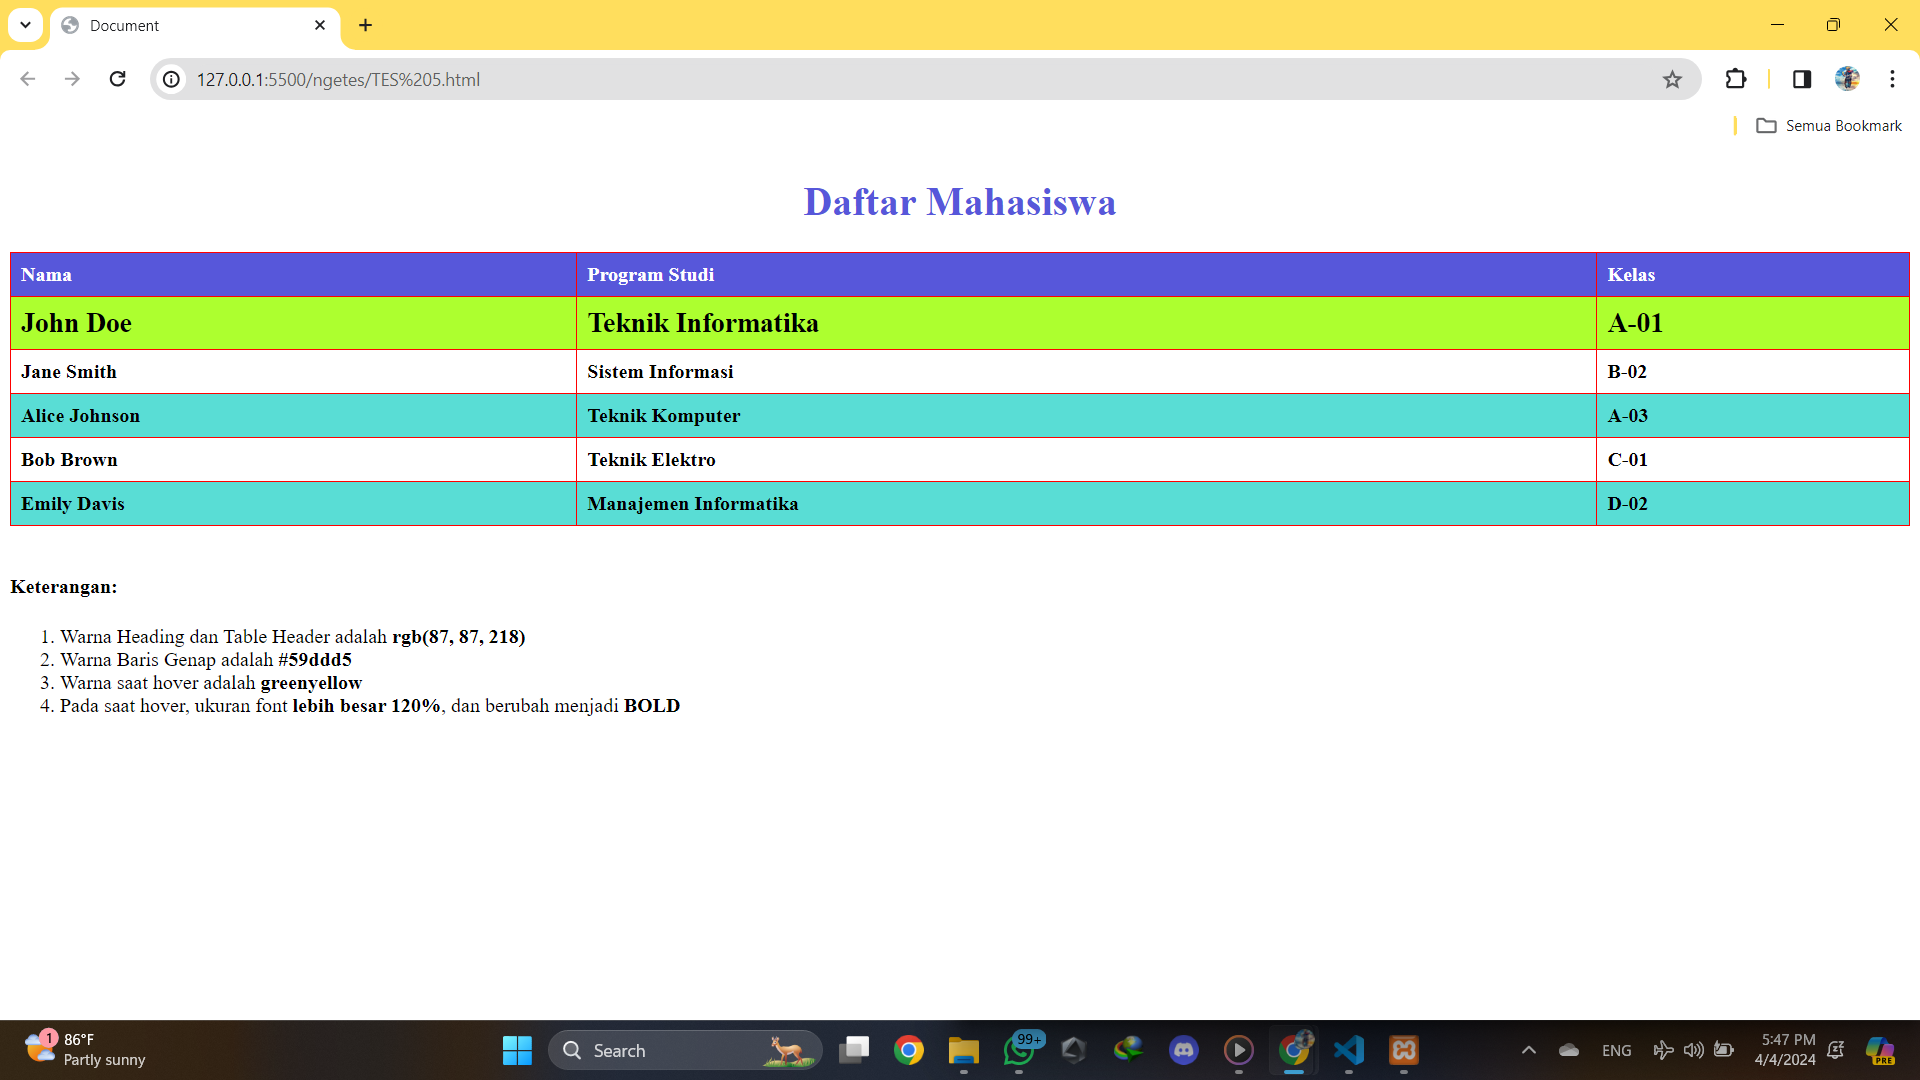 Document
127.0.0.1:5500/ngetes/TES%205.html
Semua Bookmark
Daftar Mahasiswa
Nama Program Studi Kelas
John Doe Teknik Informatika A-01
Jane Smith Sistem Informasi B-02
Alice Johnson Teknik Komputer A-03
Bob Brown Teknik Elektro C-01
Emily Davis Manajemen Informatika D-02
Keterangan:
1. Warna Heading dan Table Header adalah rgb(87, 87, 218)
2. Warna Baris Genap adalah #59ddd5
3. Warna saat hover adalah greenyellow
4. Pada saat hover, ukuran font lebih besar 120%, dan berubah menjadi BOLD
1
86°F
Partly sunny
Search
99+
ENG
5:47 PM
4/4/2024
PRE